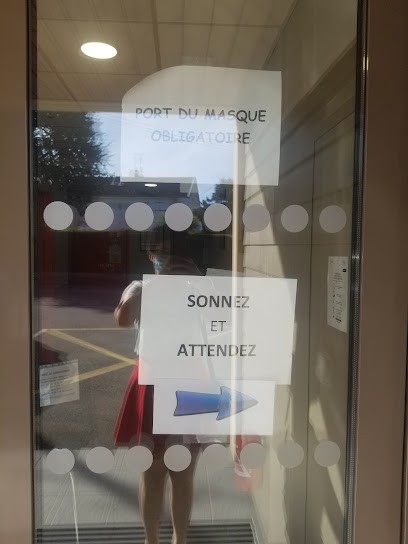 PORT DU MASQUE
OBLIGATOIRE
SONNEZ
ET
ATTENDEZ